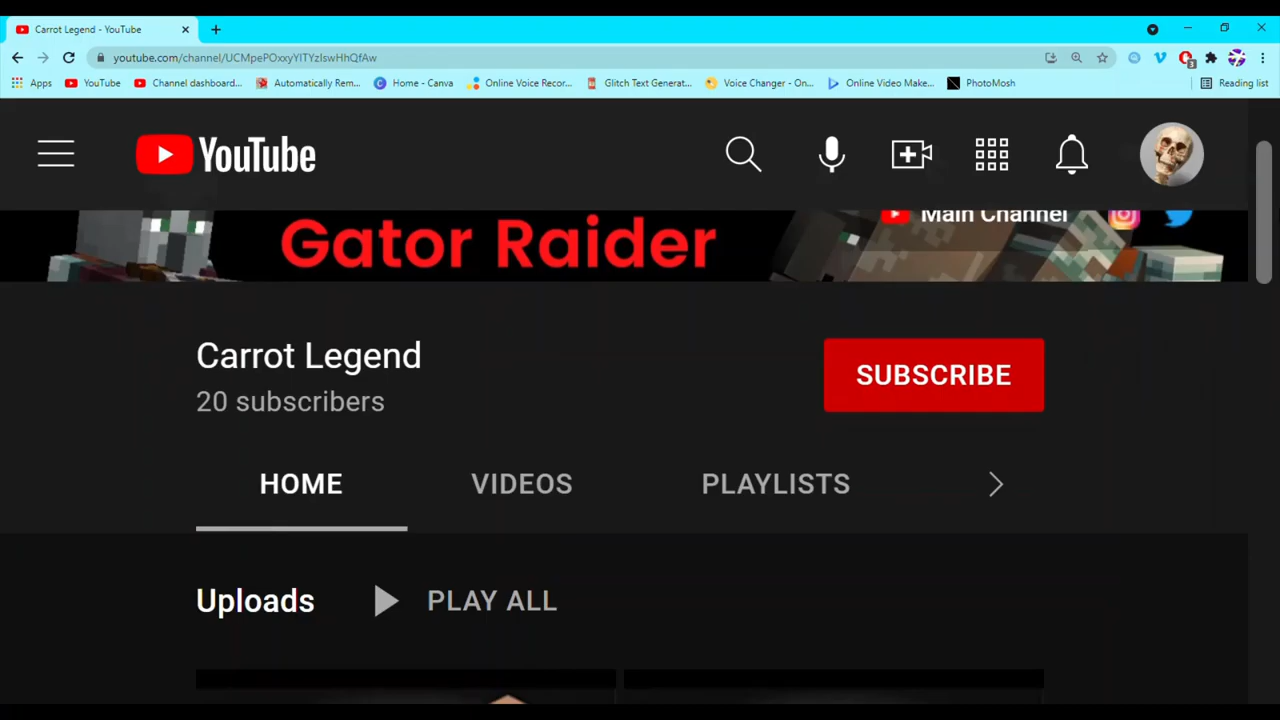 Carrot Legend - YouTube
youtube.com/channel/UCMpePOxxyYITYzIswHhQfAw
Apps YouTube Channel dashboard... Automatically Rem... Home - Canva Online Voice Recor... Glitch Text Generat... Voice Changer - On... Online Video Make... PhotoMosh Reading list
3
YouTube
Main Channel
Gator Raider
Carrot Legend
SUBSCRIBE
20 subscribers
HOME VIDEOS PLAYLISTS
Uploads PLAY ALL